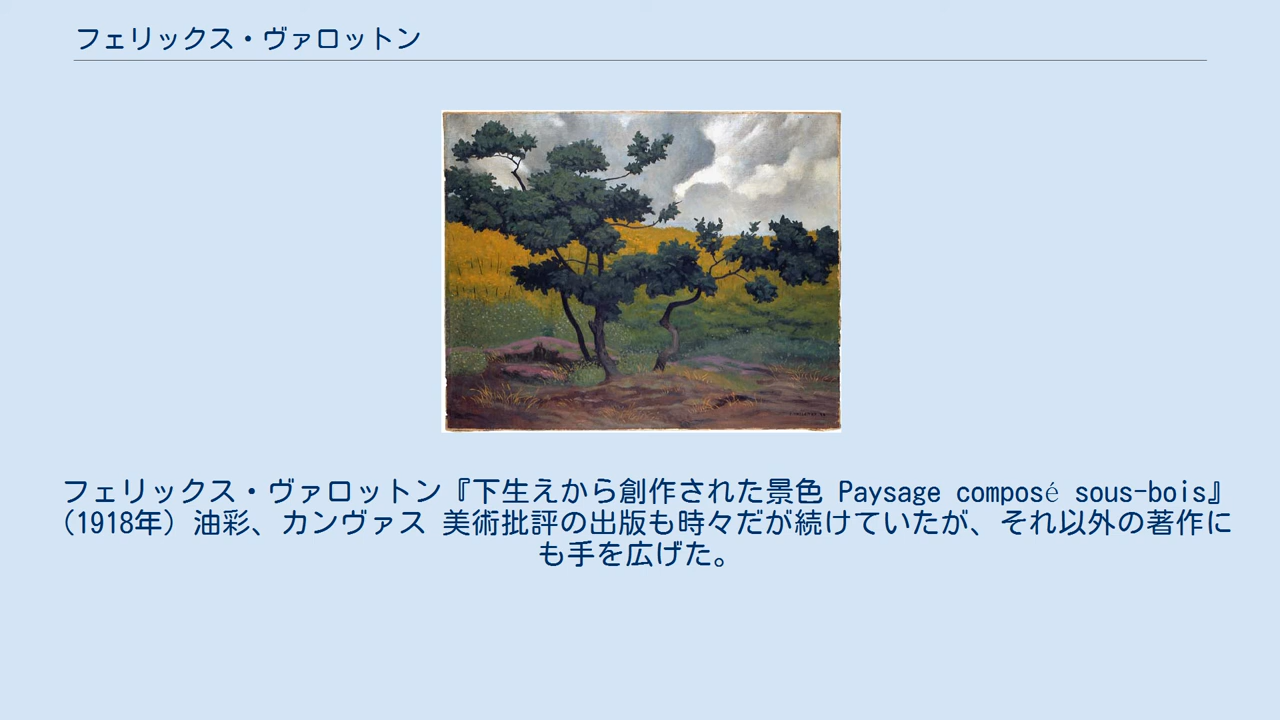 フェリックス・ヴァロットン
フェリックス・ヴァロットン『下生えから創作された景色 Paysage composé sous-bois』
(1918年) 油彩、カンヴァス 美術批評の出版も時々だが続けていたが、それ以外の著作に
も手を広げた。